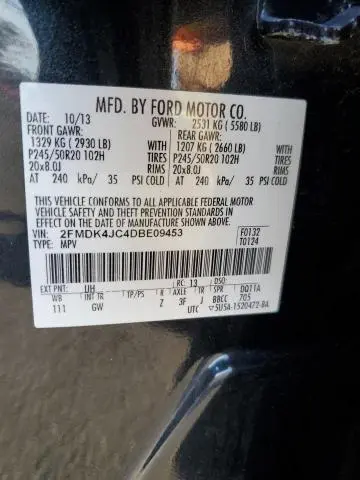 MFD. BY FORD MOTOR CO.
DATE: 10/13 GVWR: 2531 KG ( 5580 LB)
FRONT GAWR: REAR GAWR:
1329 KG ( 2930 LB) 1207 KG ( 2660 LB)
P245/50R20 102H TIRES P245/50R20 102H TIRES
20x8.0J RIMS 20x8.0J RIMS
AT 240 kPa/ 35 PSI COLD AT 240 kPa/ 35 PSI COLD
THIS VEHICLE CONFORMS TO ALL APPLICABLE FEDERAL MOTOR
VEHICLE SAFETY AND THEFT PREVENTION STANDARDS IN EFFECT
ON THE DATE OF MANUFACTURE SHOWN ABOVE.
VIN: 2FMDK4JC4DBE09453 F0132
TYPE: MPV T0124
EXT PNT: UH RC: 13 DSO:
WB INT TR TP/PS R AXLE TR SPR DQ11A
111 GW Z 3F J BBCC 705
UTC 5U5A-1520472-BA